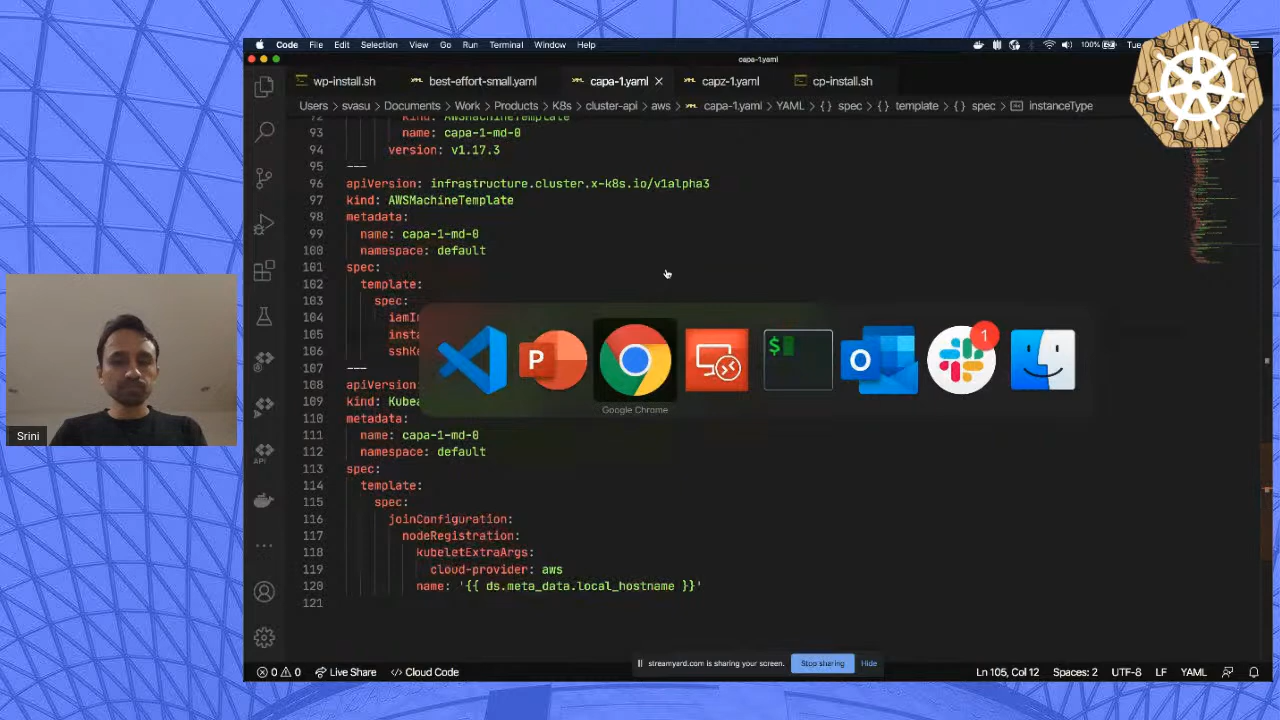 Code File Edit Selection View Go Run Terminal Window Help
100% Tue
capa-1.yaml
wp-install.sh best-effort-small.yaml capa-1.yaml capz-1.yaml cp-install.sh
Users > svasu > Documents > Work > Products > K8s > cluster-api > aws > capa-1.yaml > YAML > {} spec > {} template > {} spec > instanceType
92 kind: AWSMachineTemplate
93 name: capa-1-md-0
94 version: v1.17.3
95 ---
96 apiVersion: infrastructure.cluster.x-k8s.io/v1alpha3
97 kind: AWSMachineTemplate
98 metadata:
99 name: capa-1-md-0
100 namespace: default
101 spec:
102 template:
103 spec:
104
105
106
107 ---
108 apiVersion:
109 kind:
110 metadata:
111 name: capa-1-md-0
112 namespace: default
113 spec:
114 template:
115 spec:
116 joinConfiguration:
117 nodeRegistration:
118 kubeletExtraArgs:
119 cloud-provider: aws
120 name: '{{ ds.meta_data.local_hostname }}'
121
P
$
O
1
Google Chrome
API
Srini
streamyard.com is sharing your screen. Stop sharing Hide
0 0 Live Share </> Cloud Code
Ln 105, Col 12 Spaces: 2 UTF-8 LF YAML